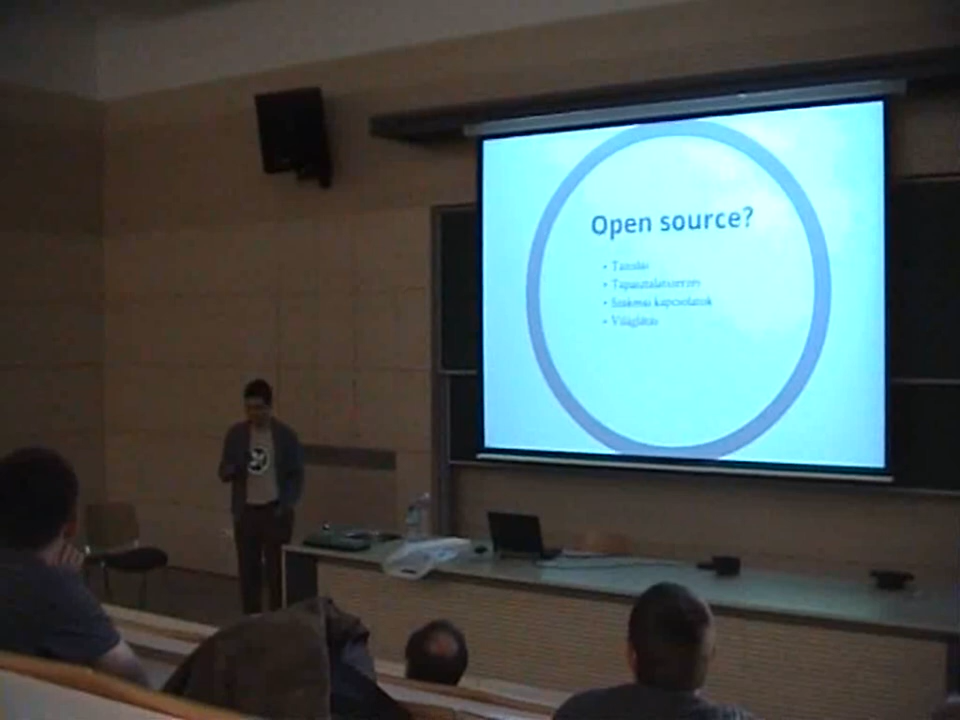 Open source?
• Tanulás
• Tapasztalatszerzés
• Szakmai kapcsolatok
• Világlátás